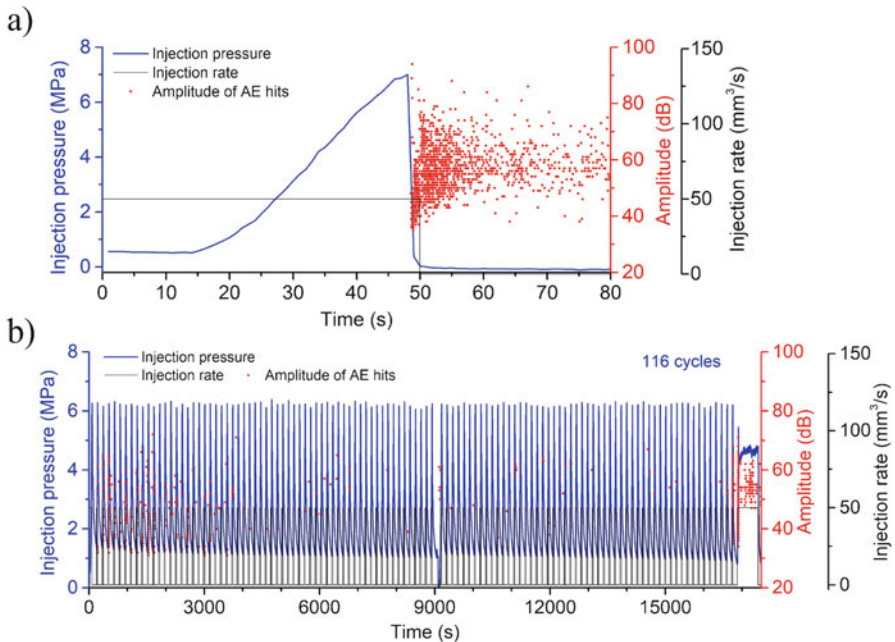 a)
Injection pressure
Injection rate
Amplitude of AE hits
Injection pressure (MPa)
8
6
4
2
0
0 10 20 30 40 50 60 70 80
Time (s)
100
80
60
40
20
Amplitude (dB)
150
100
50
0
Injection rate (mm³/s)
b)
Injection pressure
Injection rate Amplitude of AE hits
116 cycles
Injection pressure (MPa)
8
6
4
2
0
0 3000 6000 9000 12000 15000
Time (s)
100
80
60
40
20
Amplitude (dB)
150
100
50
0
Injection rate (mm³/s)